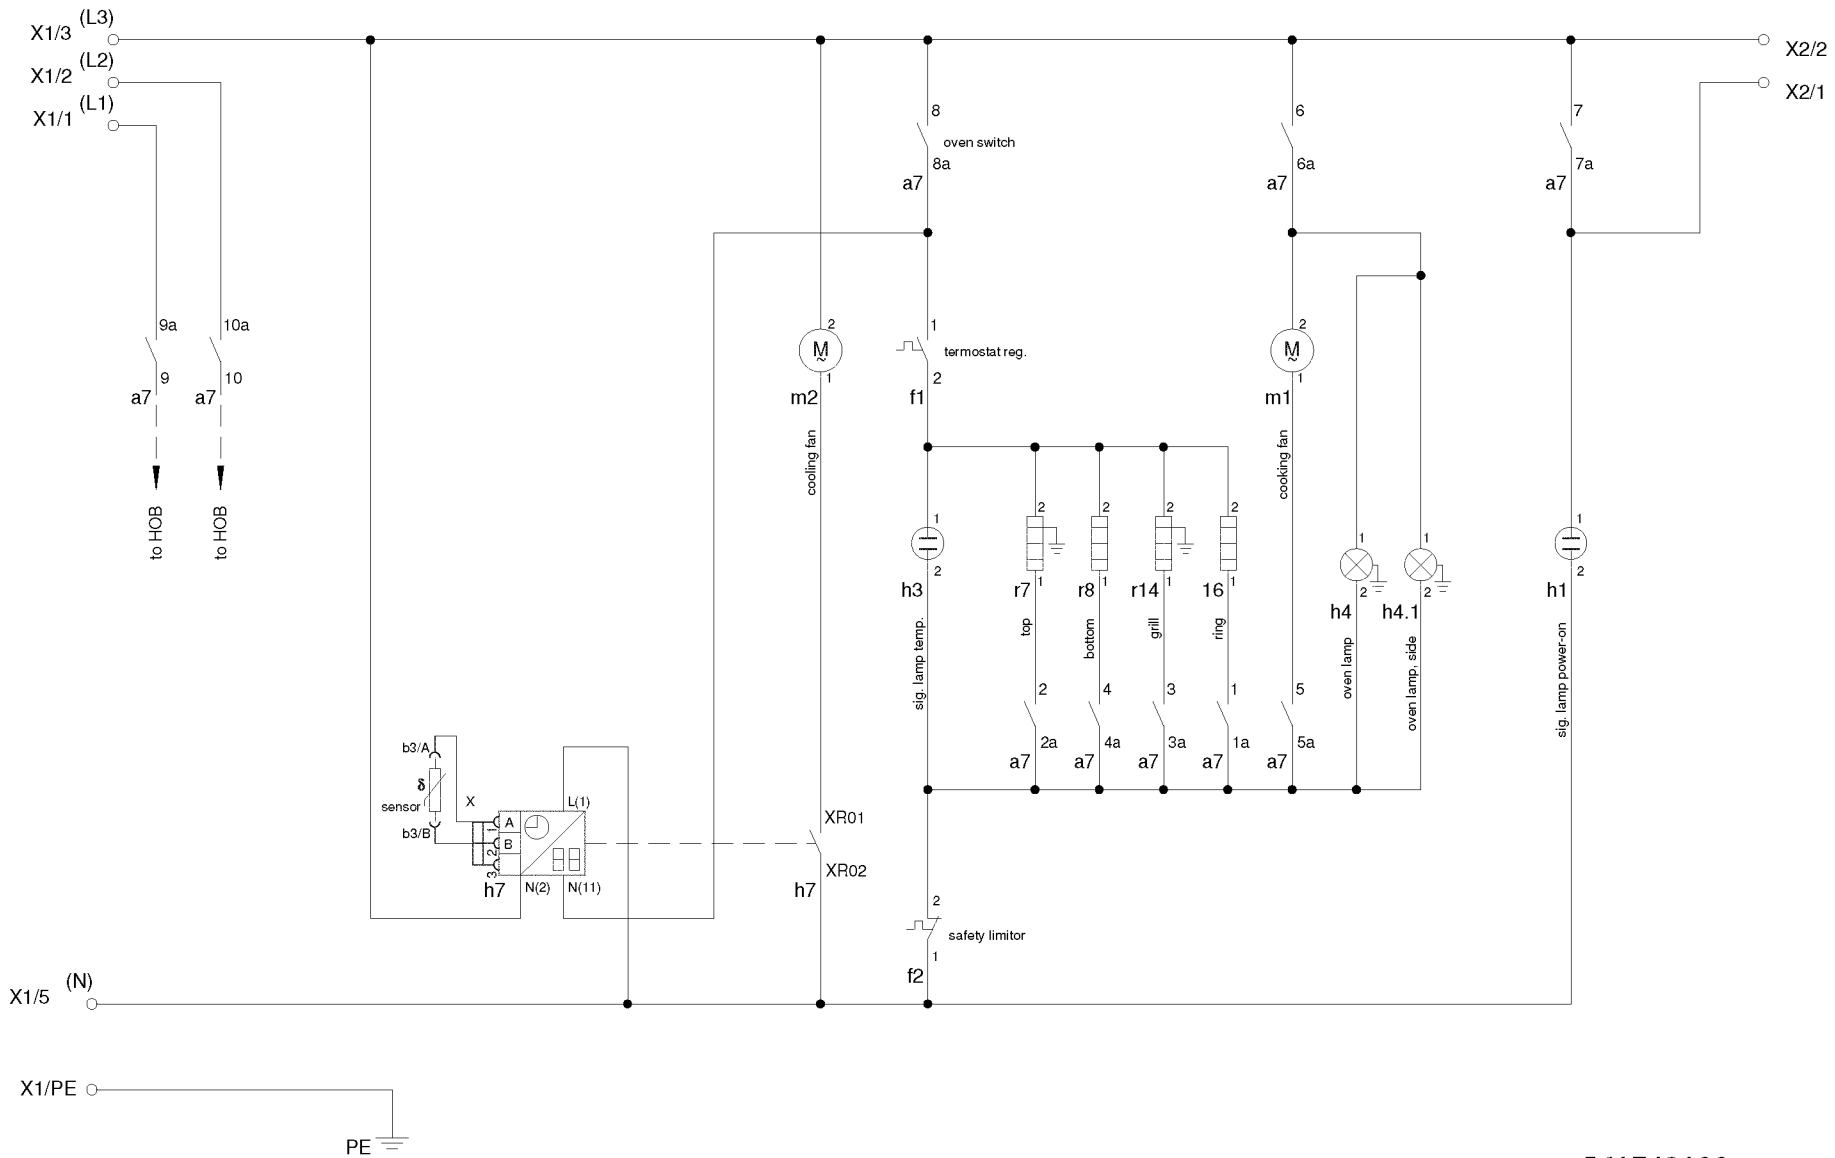 (L3)
X1/3
X2/2
(L2)
X1/2
X2/1
(L1)
X1/1
8
6
7
oven switch
8a
6a
7a
a7
a7
a7
9a
10a
2
1
2
M
~
termostat reg.
M
~
9
10
1
2
1
a7
a7
m2
f1
m1
cooling fan
cooking fan
to HOB
to HOB
1
2
2
2
2
1
1
1
2
1
1
1
1
2
2
2
h3
r7
r8
r14
16
h4
h4.1
h1
sig. lamp temp.
top
bottom
grill
ring
oven lamp
oven lamp, side
sig. lamp power-on
2
4
3
1
5
2a
4a
3a
1a
5a
a7
a7
a7
a7
a7
b3/A
δ
sensor
X
L(1)
b3/B
1
A
2
B
3
XR01
XR02
h7
N(2)
N(11)
h7
2
safety limitor
1
f2
(N)
X1/5
X1/PE
PE